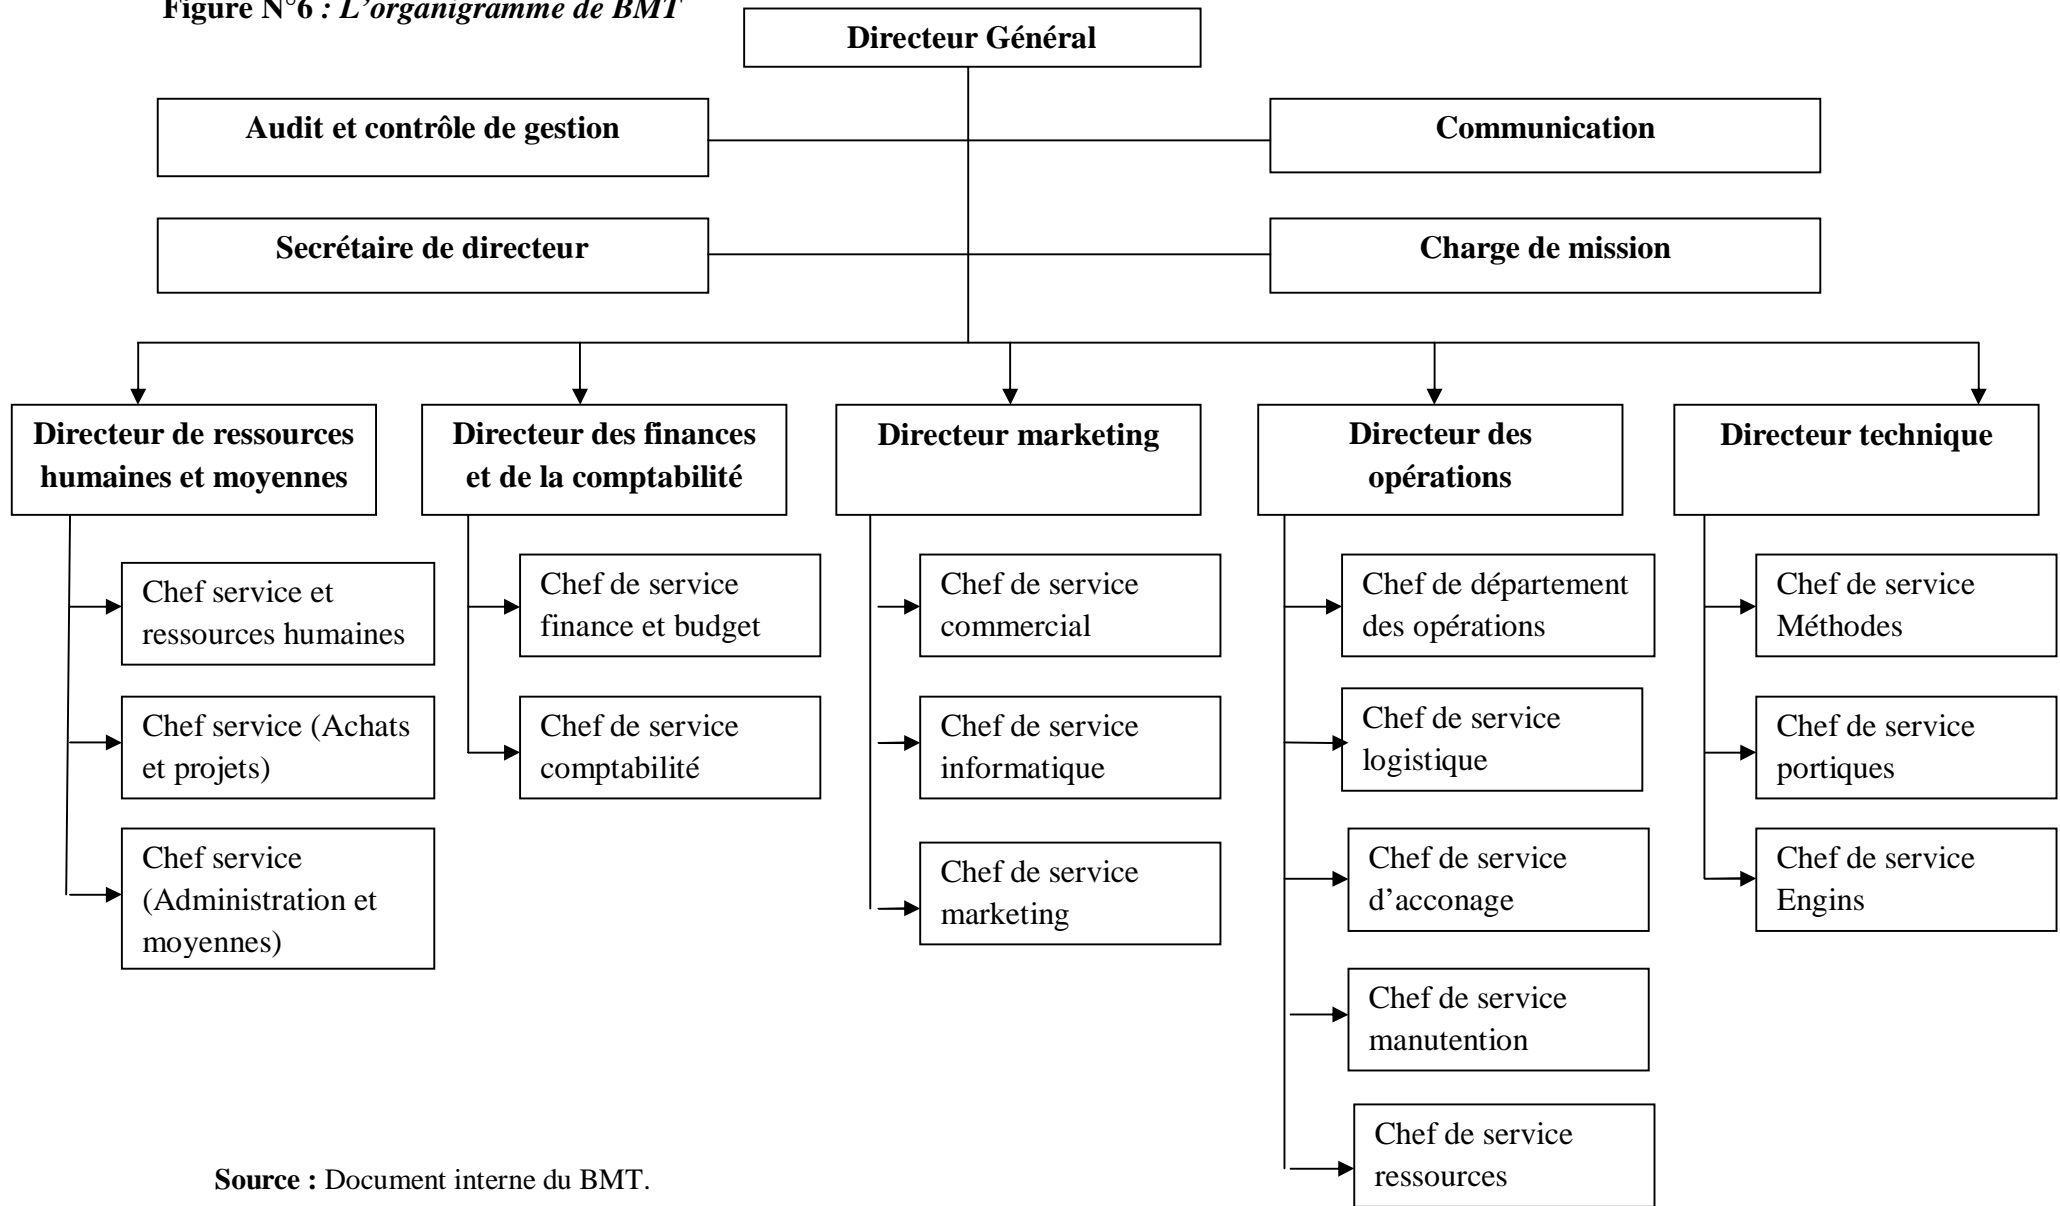 Figure N°6 : L’organigramme de BMT
Directeur Général
Audit et contrôle de gestion
Communication
Secrétaire de directeur
Charge de mission
Directeur de ressources
humaines et moyennes
Chef service et
ressources humaines
Chef service (Achats
et projets)
Chef service
(Administration et
moyennes)
Directeur des finances
et de la comptabilité
Chef de service
finance et budget
Chef de service
comptabilité
Directeur marketing
Chef de service
commercial
Chef de service
informatique
Chef de service
marketing
Directeur des
opérations
Chef de département
des opérations
Chef de service
logistique
Chef de service
d’acconage
Chef de service
manutention
Chef de service
ressources
Directeur technique
Chef de service
Méthodes
Chef de service
portiques
Chef de service
Engins
Source : Document interne du BMT.